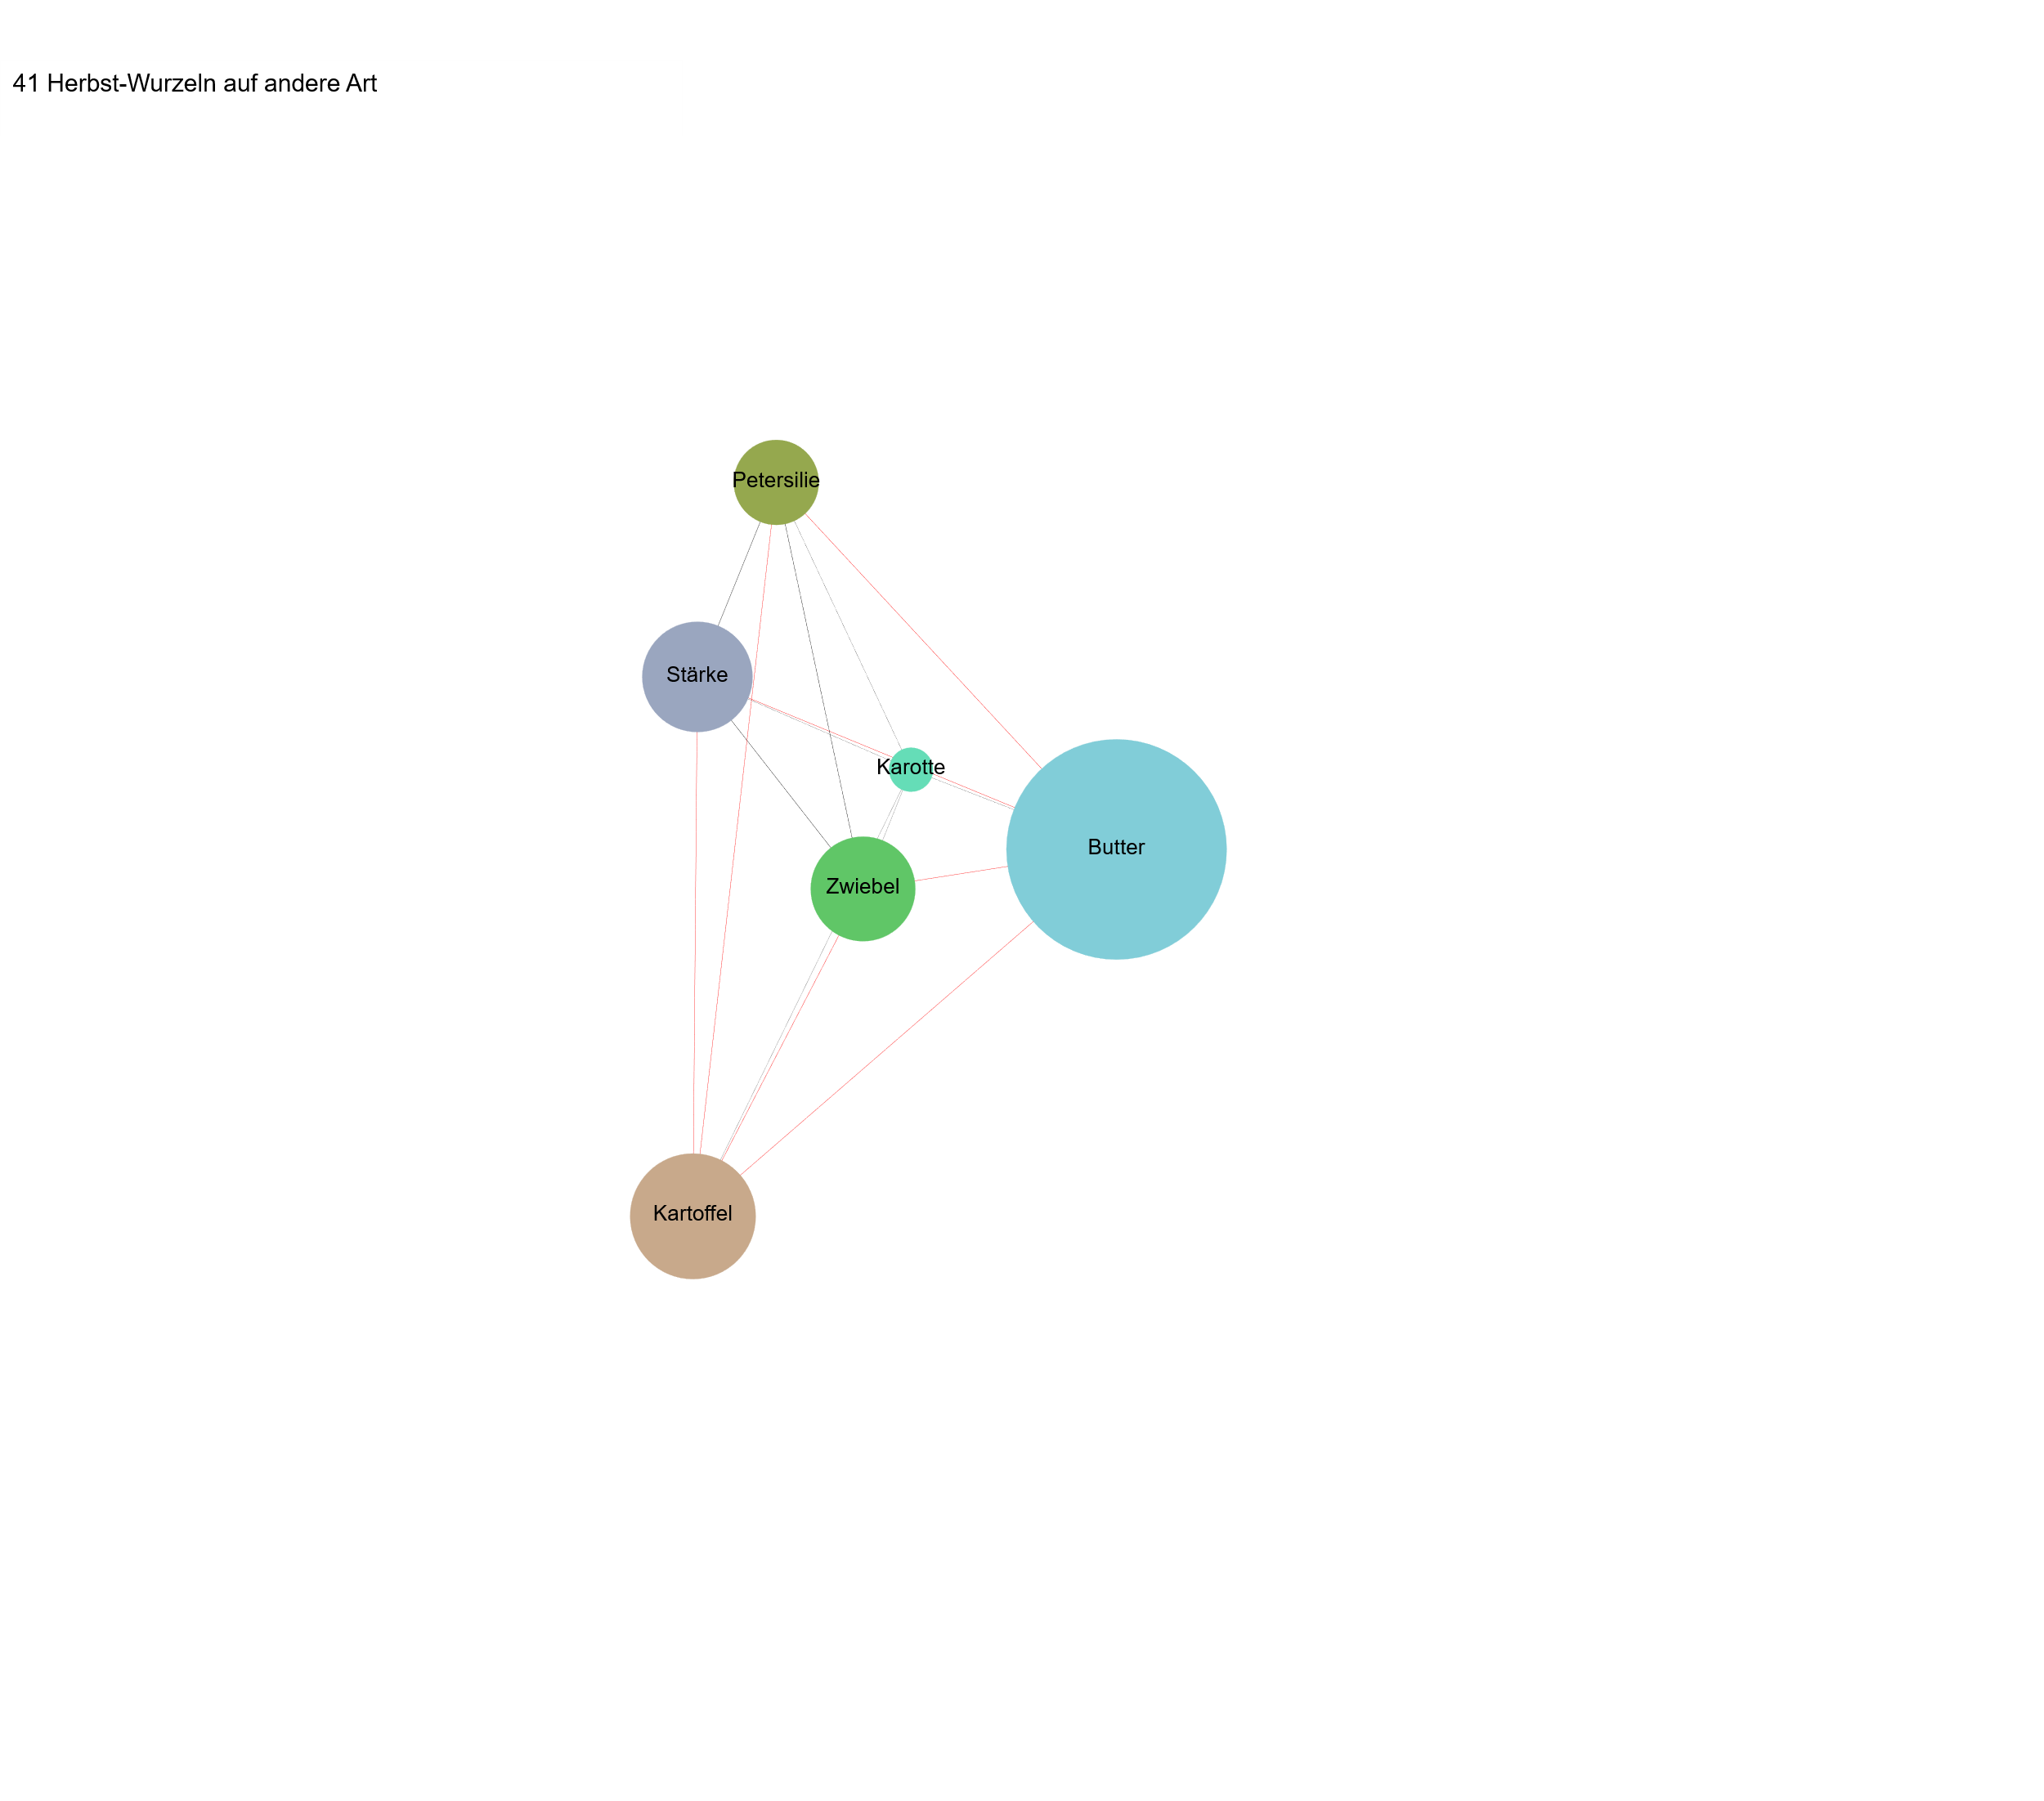 41 Herbst-Wurzeln auf andere Art
Petersilie
Stärke
Karotte
Butter
Zwiebel
Kartoffel